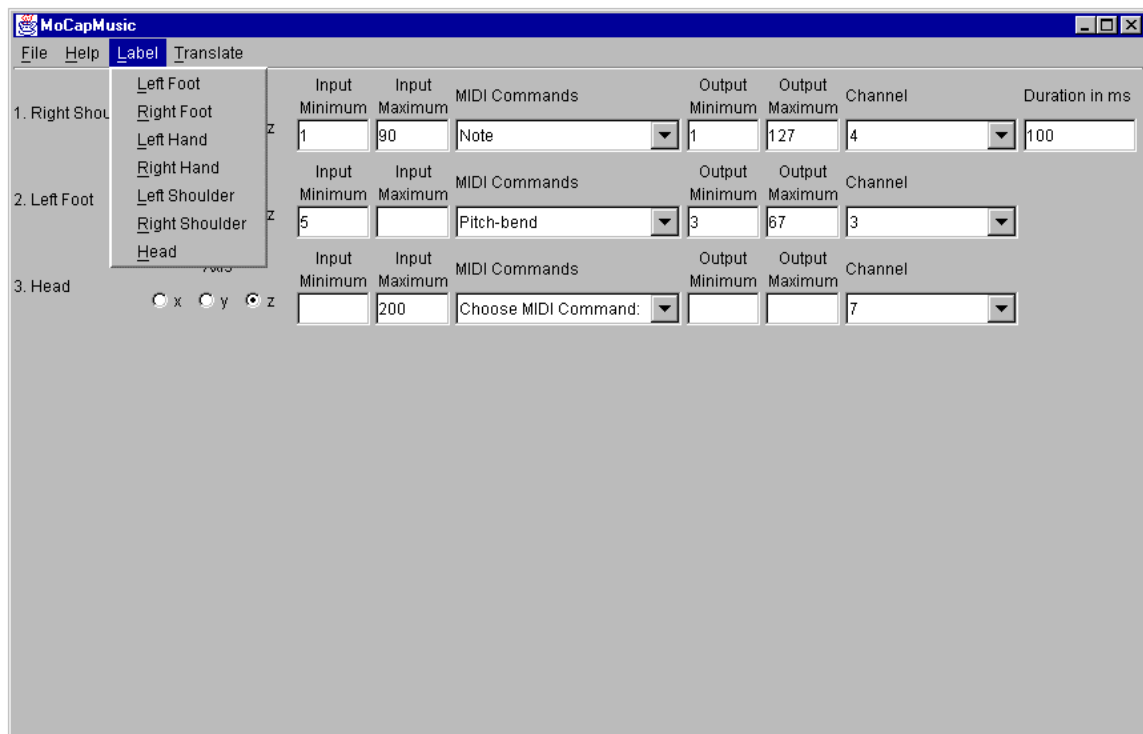 MoCapMusic
File Help Label Translate
Left Foot
Right Foot
Left Hand
Right Hand
Left Shoulder
Right Shoulder
Head
1. Right Shou
z
Input Minimum
Input Maximum
MIDI Commands
Output Minimum
Output Maximum
Channel
Duration in ms
1 90 Note 1 127 4 100
2. Left Foot
z
Input Minimum
Input Maximum
MIDI Commands
Output Minimum
Output Maximum
Channel
5 Pitch-bend 3 67 3
3. Head
x y z
Input Minimum
Input Maximum
MIDI Commands
Output Minimum
Output Maximum
Channel
200 Choose MIDI Command: 7